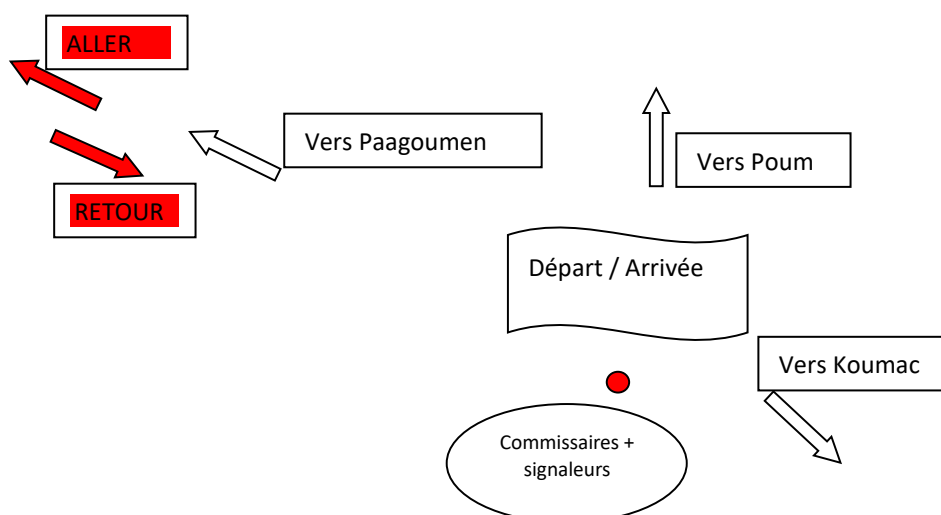 ALLER
Vers Paagoumen
Vers Poum
RETOUR
Départ / Arrivée
Vers Koumac
Commissaires +
signaleurs